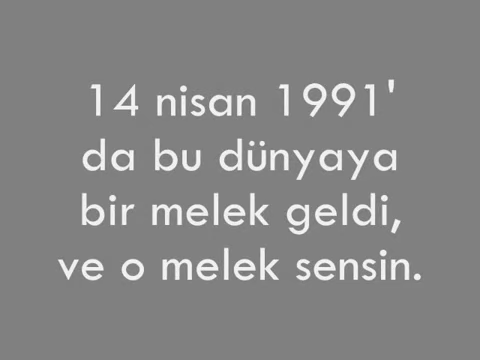 14 nisan 1991'
da bu dünyaya
bir melek geldi,
ve o melek sensin.